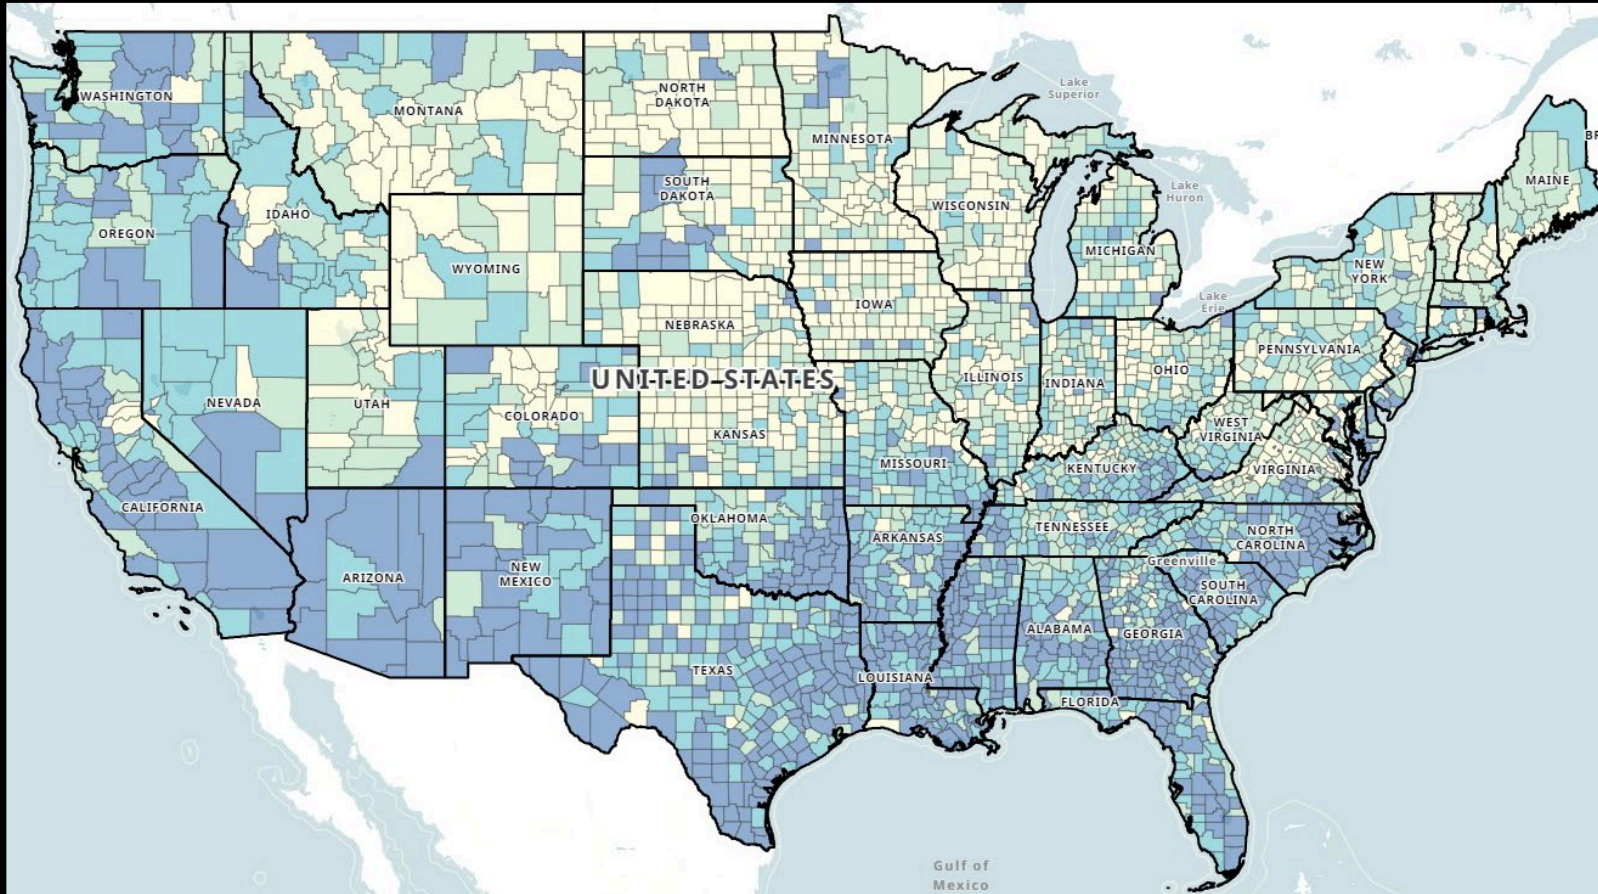 Lake
Superior
BR
WASHINGTON
NORTH
DAKOTA
MONTANA
MINNESOTA
MAINE
SOUTH
DAKOTA
Lake
Huron
IDAHO
WISCONSIN
OREGON
MICHIGAN
WYOMING
NEW
YORK
IOWA
Lake
Erie
NEBRASKA
PENNSYLVANIA
UNITED STATES
OHIO
ILLINOIS
INDIANA
NEVADA
UTAH
COLORADO
WEST
VIRGINIA
KANSAS
MISSOURI
KENTUCKY
VIRGINIA
CALIFORNIA
OKLAHOMA
TENNESSEE
NORTH
CAROLINA
ARKANSAS
Greenville
NEW
MEXICO
ARIZONA
SOUTH
CAROLINA
ALABAMA
GEORGIA
TEXAS
LOUISIANA
FLORIDA
Gulf of
Mexico